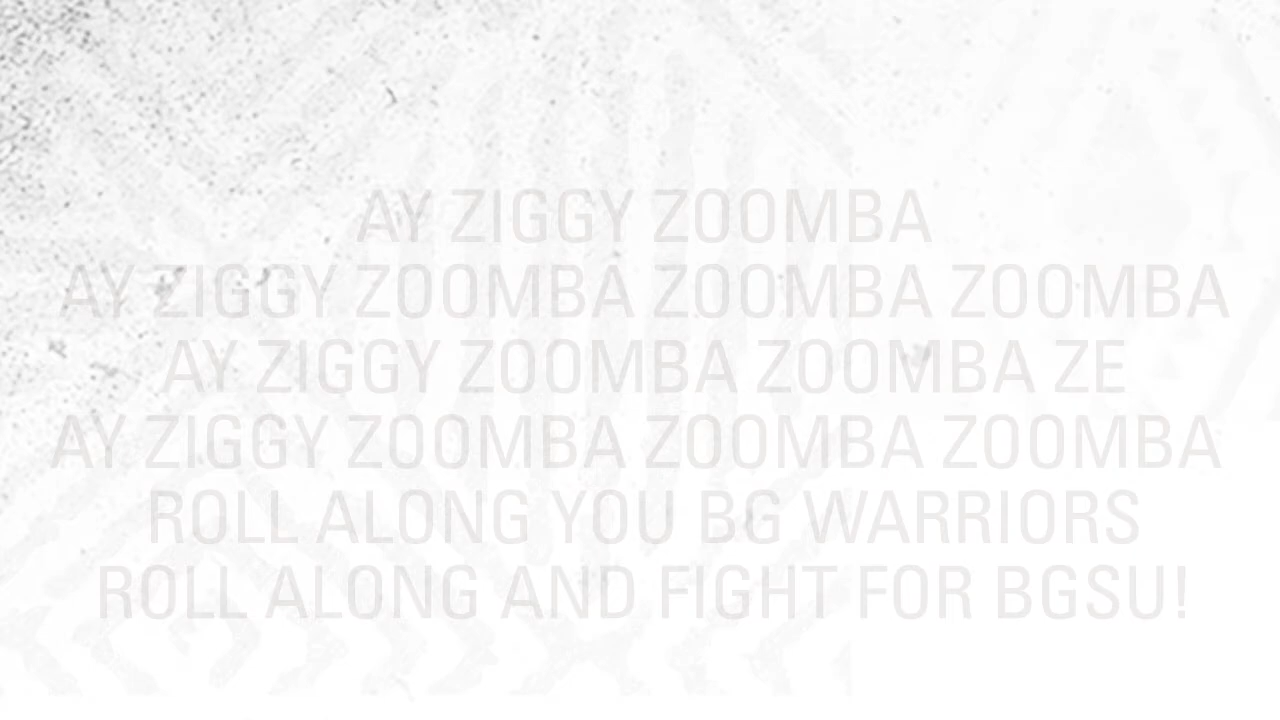 AY ZIGGY ZOOMBA
AY ZIGGY ZOOMBA ZOOMBA ZOOMBA
AY ZIGGY ZOOMBA ZOOMBA ZE
AY ZIGGY ZOOMBA ZOOMBA ZOOMBA
ROLL ALONG YOU BG WARRIORS
ROLL ALONG AND FIGHT FOR BGSU!